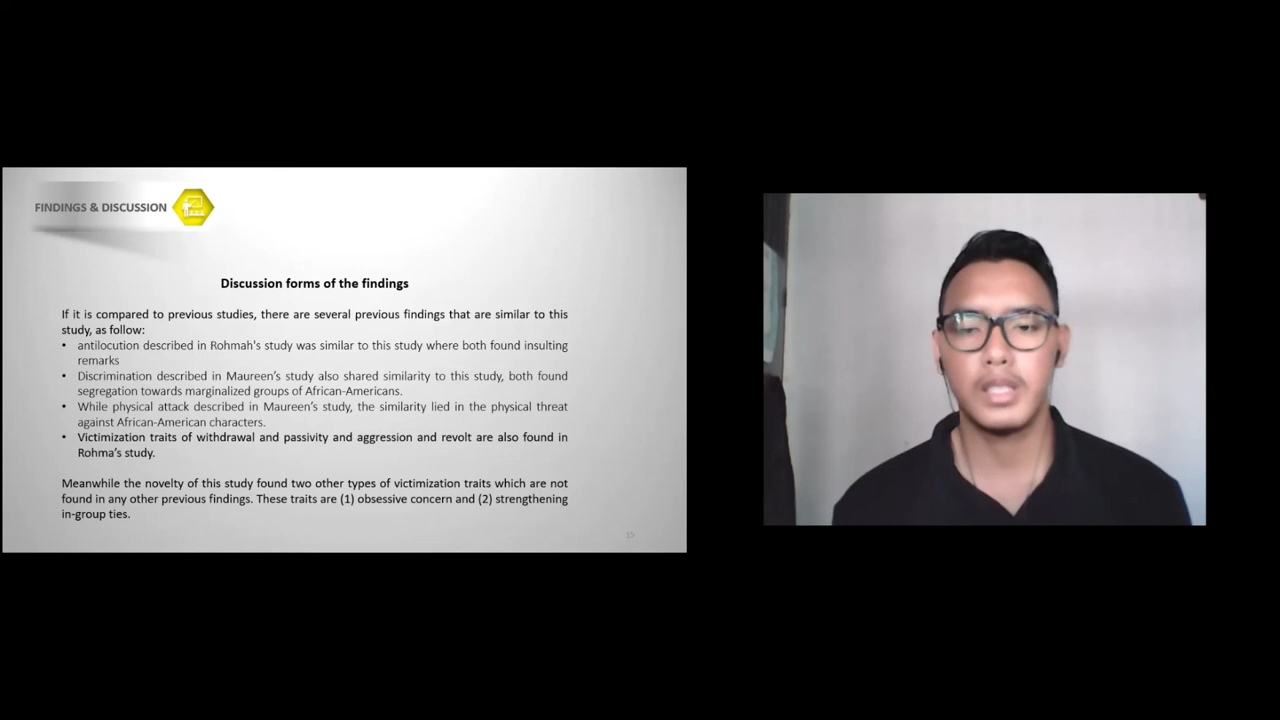 FINDINGS & DISCUSSION
Discussion forms of the findings
If it is compared to previous studies, there are several previous findings that are similar to this
study, as follow:
• antilocution described in Rohmah's study was similar to this study where both found insulting
remarks
• Discrimination described in Maureen's study also shared similarity to this study, both found
segregation towards marginalized groups of African-Americans.
• While physical attack described in Maureen's study, the similarity lied in the physical threat
against African-American characters.
• Victimization traits of withdrawal and passivity and aggression and revolt are also found in
Rohma's study.
Meanwhile the novelty of this study found two other types of victimization traits which are not
found in any other previous findings. These traits are (1) obsessive concern and (2) strengthening
in-group ties.
15